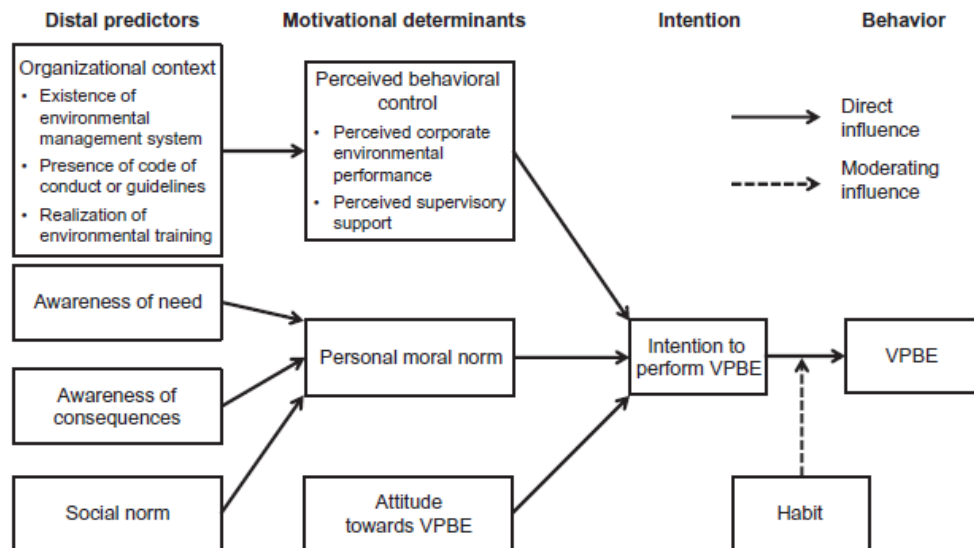 Distal predictors
Motivational determinants
Intention
Behavior
Organizational context
• Existence of
environmental
management system
• Presence of code of
conduct or guidelines
• Realization of
environmental training
Perceived behavioral
control
• Perceived corporate
environmental
performance
• Perceived supervisory
support
Direct
influence
Moderating
influence
Awareness of need
Personal moral norm
Intention to
perform VPBE
VPBE
Awareness of
consequences
Social norm
Attitude
towards VPBE
Habit